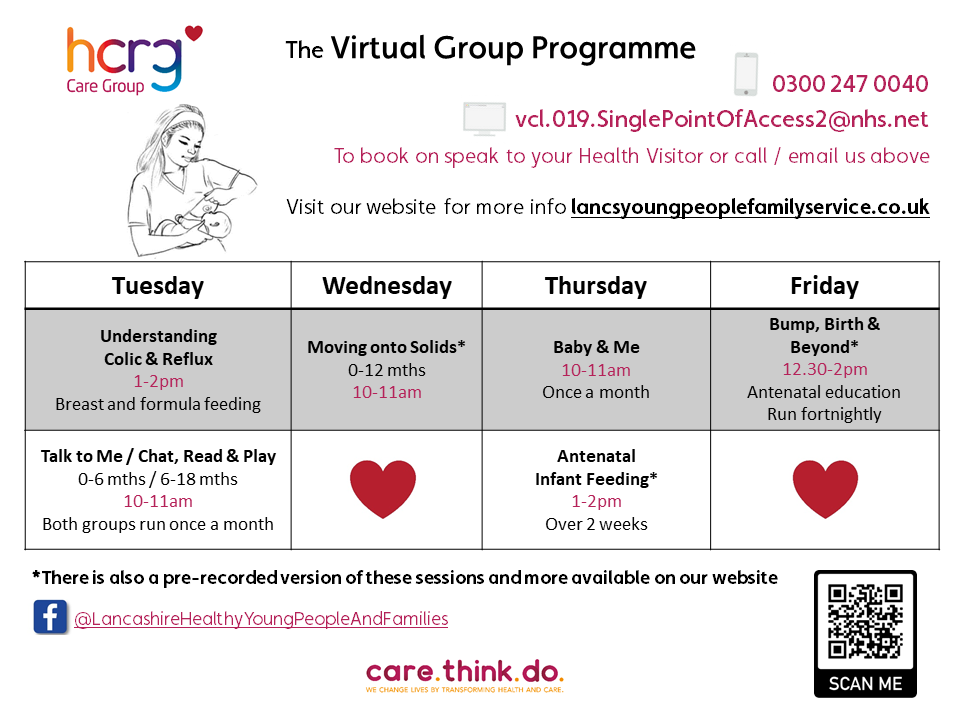 hcrg
Care Group
The Virtual Group Programme
0300 247 0040
vcl.019.SinglePointOfAccess2@nhs.net
To book on speak to your Health Visitor or call / email us above
Visit our website for more info lancsyoungpeoplefamilyservice.co.uk
Tuesday
Wednesday
Thursday
Friday
Understanding
Colic & Reflux
1-2pm
Breast and formula feeding
Moving onto Solids*
0-12 mths
10-11am
Baby & Me
10-11am
Once a month
Bump, Birth &
Beyond*
12.30-2pm
Antenatal education
Run fortnightly
Talk to Me / Chat, Read & Play
0-6 mths / 6-18 mths
10-11am
Both groups run once a month
Antenatal
Infant Feeding*
1-2pm
Over 2 weeks
*There is also a pre-recorded version of these sessions and more available on our website
@LancashireHealthyYoungPeopleAndFamilies
SCAN ME
care.think.do.
WE CHANGE LIVES BY TRANSFORMING HEALTH AND CARE.